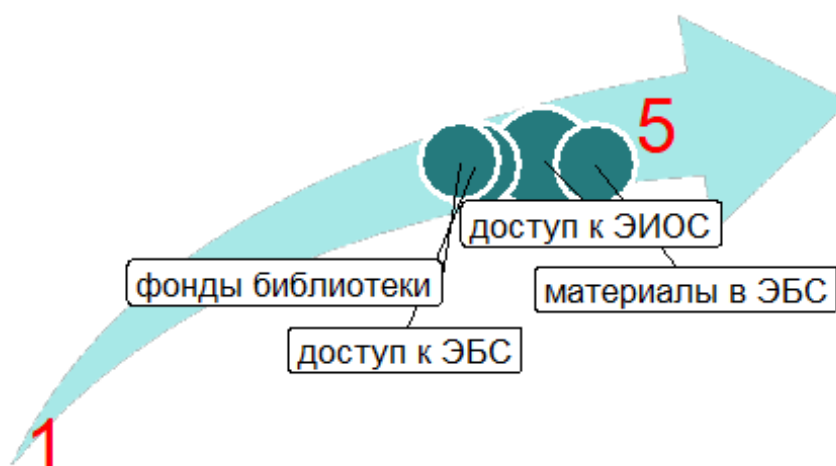 5
доступ к ЭИОС
фонды библиотеки
материалы в ЭБС
доступ к ЭБС
1